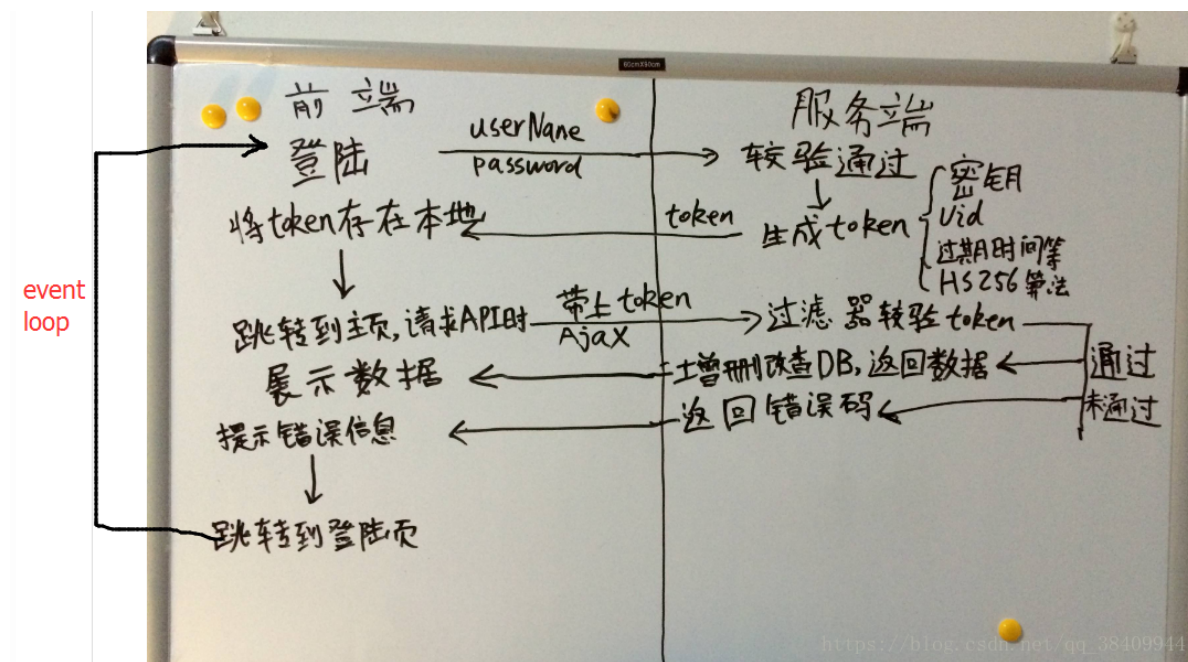 60cm×90cm
前端
服务端
登陆
userName
password
较验通过
密钥
Uid
过期时间等
HS256算法
将token存在本地
token
生成token
event
loop
跳转到主页,请求API时
带上token
Ajax
过滤器较验token
展示数据
增删改查DB,返回数据
通过
提示错误信息
返回错误码
未通过
跳转到登陆页
https://blog.csdn.net/qq_38409944